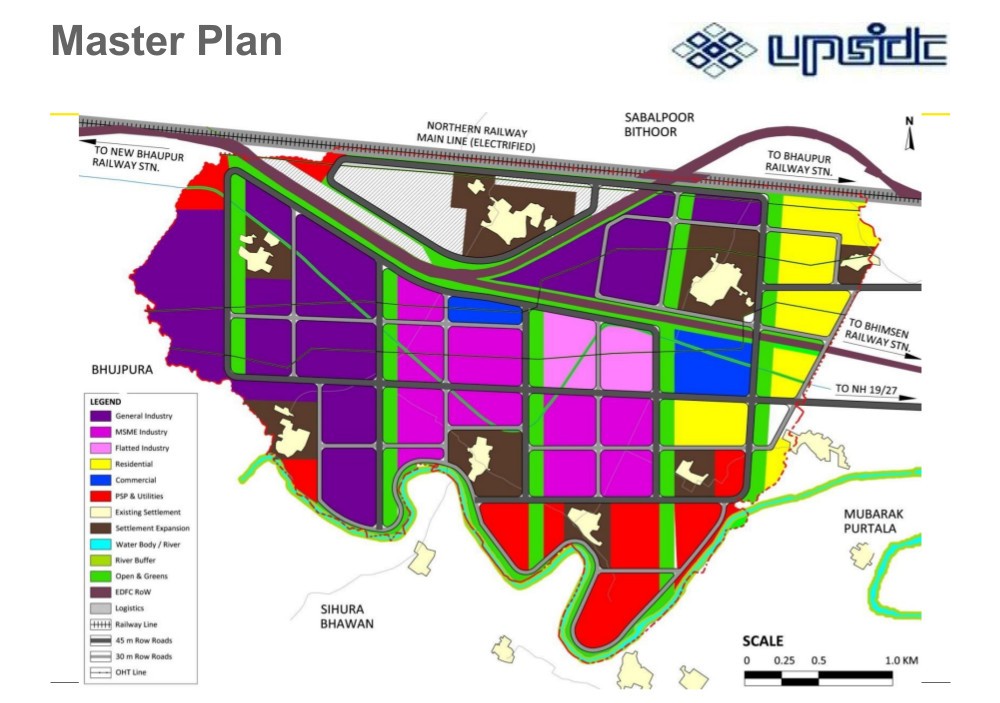 Master Plan
upsidc
SABALPOOR
BITHOOR
NORTHERN RAILWAY
MAIN LINE (ELECTRIFIED)
N
TO NEW BHAUPUR
RAILWAY STN.
TO BHAUPUR
RAILWAY STN.
TO BHIMSEN
RAILWAY STN.
BHUJPURA
TO NH 19/27
LEGEND
General Industry
MSME Industry
Flatted Industry
Residential
Commercial
PSP & Utilities
Existing Settlement
Settlement Expansion
Water Body / River
River Buffer
Open & Greens
EDFC RoW
Logistics
Railway Line
45 m Row Roads
30 m Row Roads
OHT Line
MUBARAK
PURTALA
SIHURA
BHAWAN
SCALE
0 0.25 0.5 1.0 KM